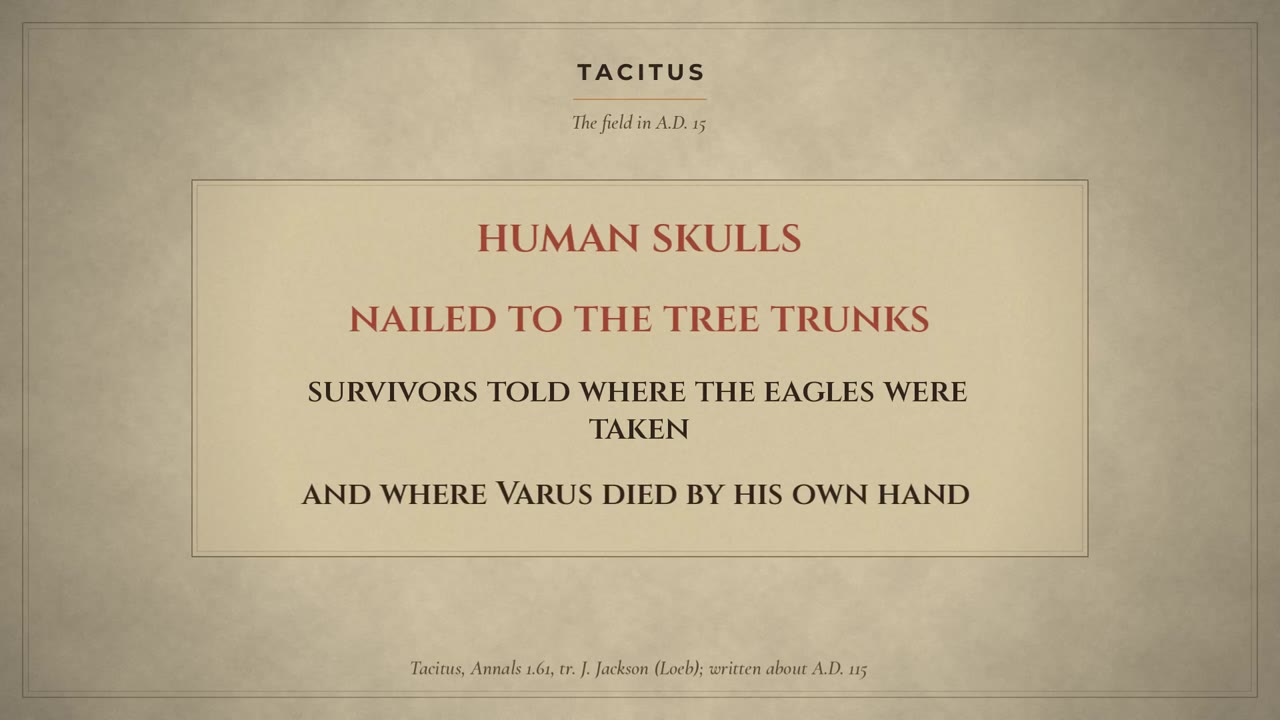 TACITUS
The field in A.D. 15
HUMAN SKULLS
NAILED TO THE TREE TRUNKS
SURVIVORS TOLD WHERE THE EAGLES WERE
TAKEN
AND WHERE VARUS DIED BY HIS OWN HAND
Tacitus, Annals 1.61, tr. J. Jackson (Loeb); written about A.D. 115